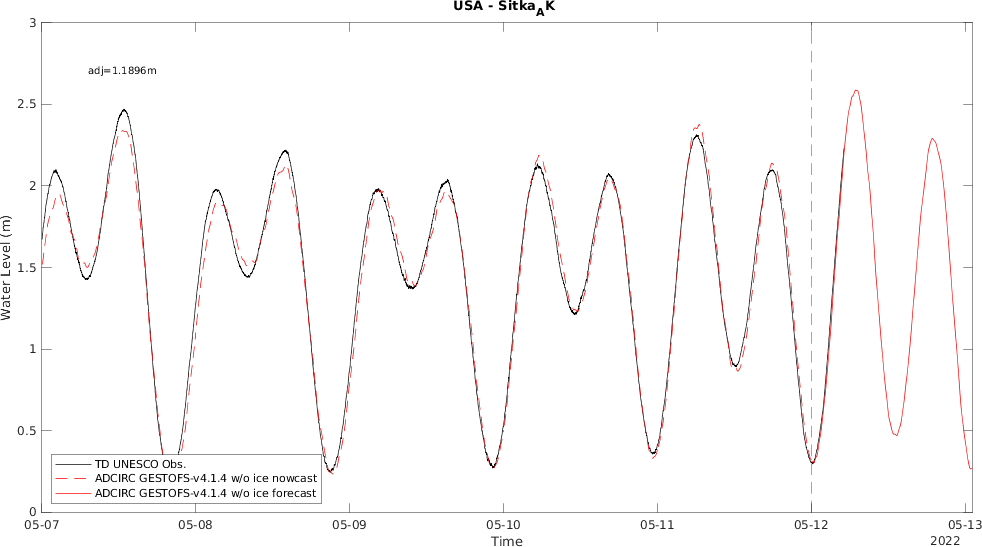 USA - Sitka_AK
adj=1.1896m
3
2.5
2
1.5
1
0.5
0
Water Level (m)
TD UNESCO Obs.
ADCIRC GESTOFS-v4.1.4 w/o ice nowcast
ADCIRC GESTOFS-v4.1.4 w/o ice forecast
05-07 05-08 05-09 05-10 05-11 05-12 05-13
Time
2022